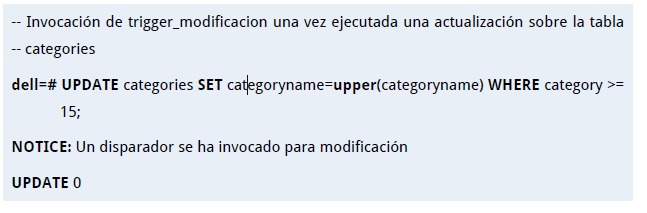 -- Invocación de trigger_modificacion una vez ejecutada una actualización sobre la tabla
-- categories
dell=# UPDATE categories SET categoryname=upper(categoryname) WHERE category >=
15;
NOTICE: Un disparador se ha invocado para modificación
UPDATE 0